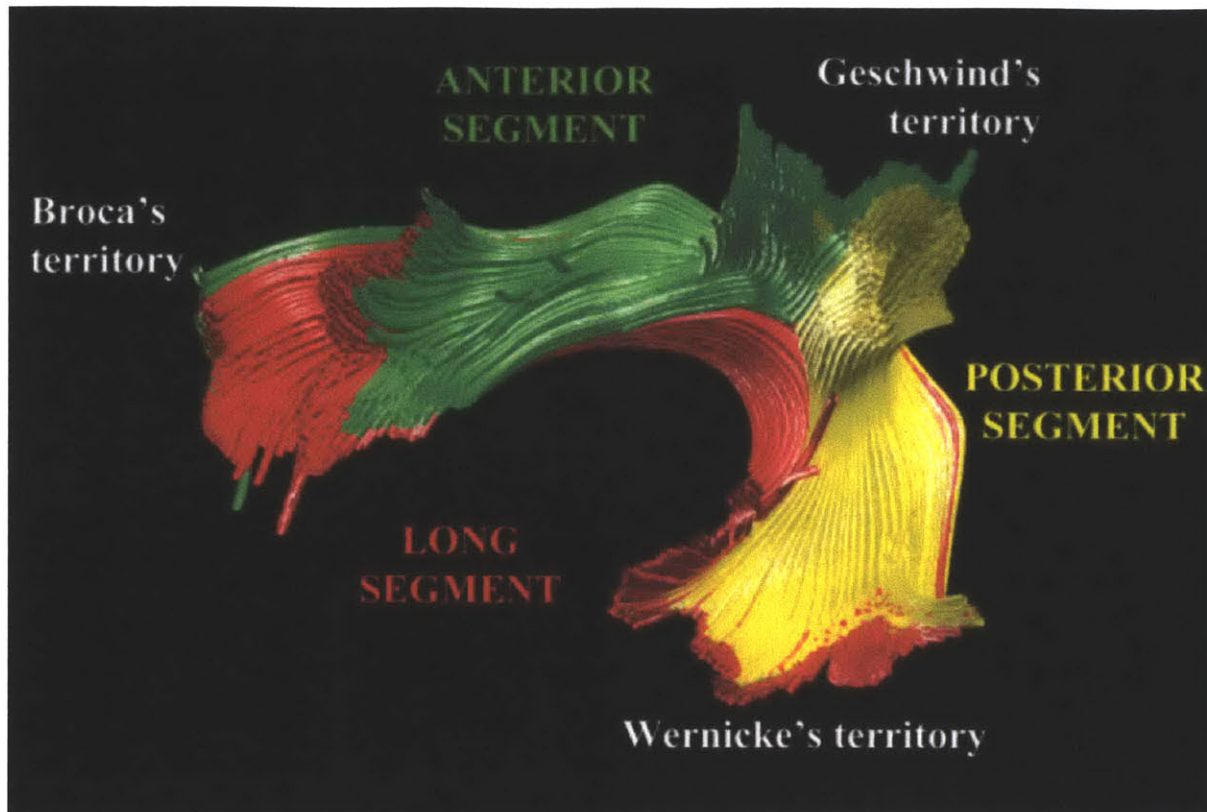 ANTERIOR
SEGMENT
Geschwind's
territory
Broca's
territory
POSTERIOR
SEGMENT
LONG
SEGMENT
Wernicke's territory